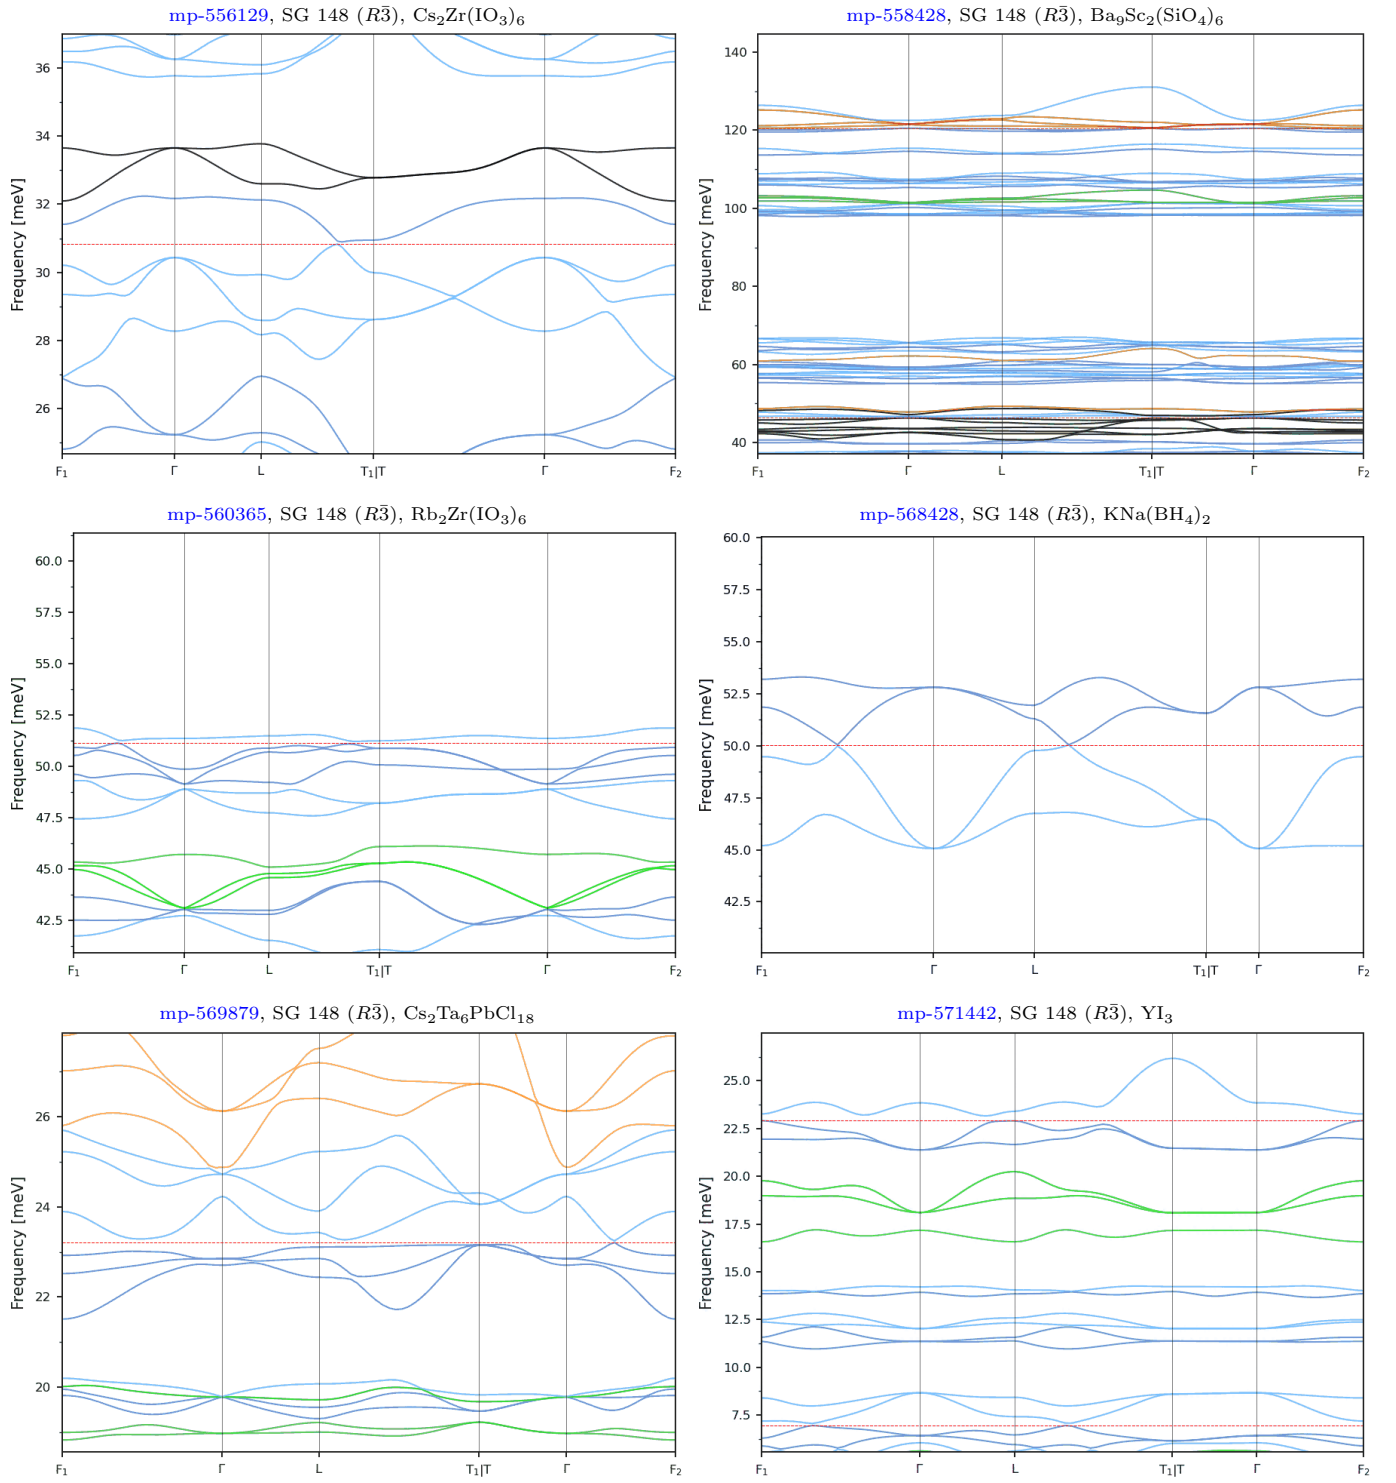 mp-556129, SG 148 (R3̄), Cs₂Zr(IO₃)₆
Frequency [meV]
36
34
32
30
28
26
F₁ Γ L T₁|T Γ F₂
mp-558428, SG 148 (R3̄), Ba₉Sc₂(SiO₄)₆
Frequency [meV]
140
120
100
80
60
40
F₁ Γ L T₁|T Γ F₂
mp-560365, SG 148 (R3̄), Rb₂Zr(IO₃)₆
Frequency [meV]
60.0
57.5
55.0
52.5
50.0
47.5
45.0
42.5
F₁ Γ L T₁|T Γ F₂
mp-568428, SG 148 (R3̄), KNa(BH₄)₂
Frequency [meV]
60.0
57.5
55.0
52.5
50.0
47.5
45.0
42.5
F₁ Γ L T₁|T Γ F₂
mp-569879, SG 148 (R3̄), Cs₂Ta₆PbCl₁₈
Frequency [meV]
26
24
22
20
F₁ Γ L T₁|T Γ F₂
mp-571442, SG 148 (R3̄), YI₃
Frequency [meV]
25.0
22.5
20.0
17.5
15.0
12.5
10.0
7.5
F₁ Γ L T₁|T Γ F₂